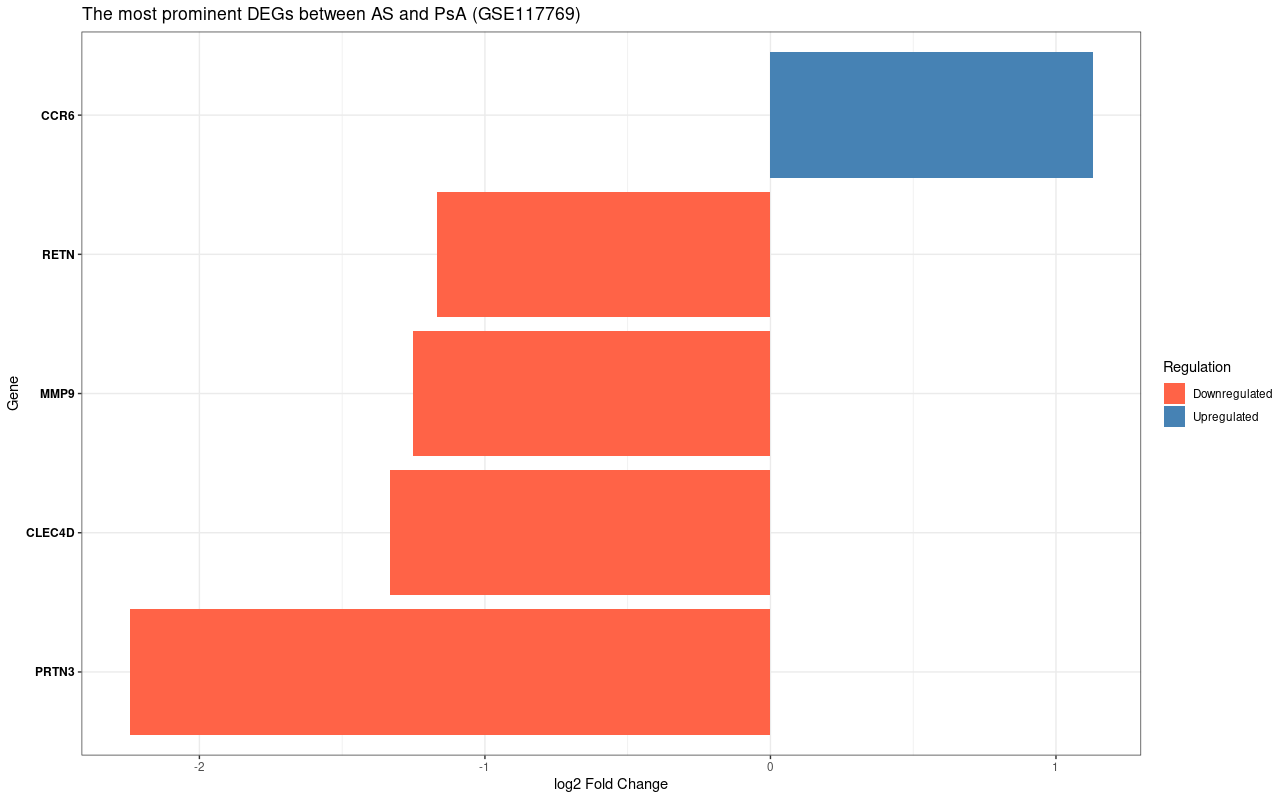 The most prominent DEGs between AS and PsA (GSE117769)
CCR6
RETN
MMP9
CLEC4D
PRTN3
Gene
-2
-1
0
1
log2 Fold Change
Regulation
Downregulated
Upregulated